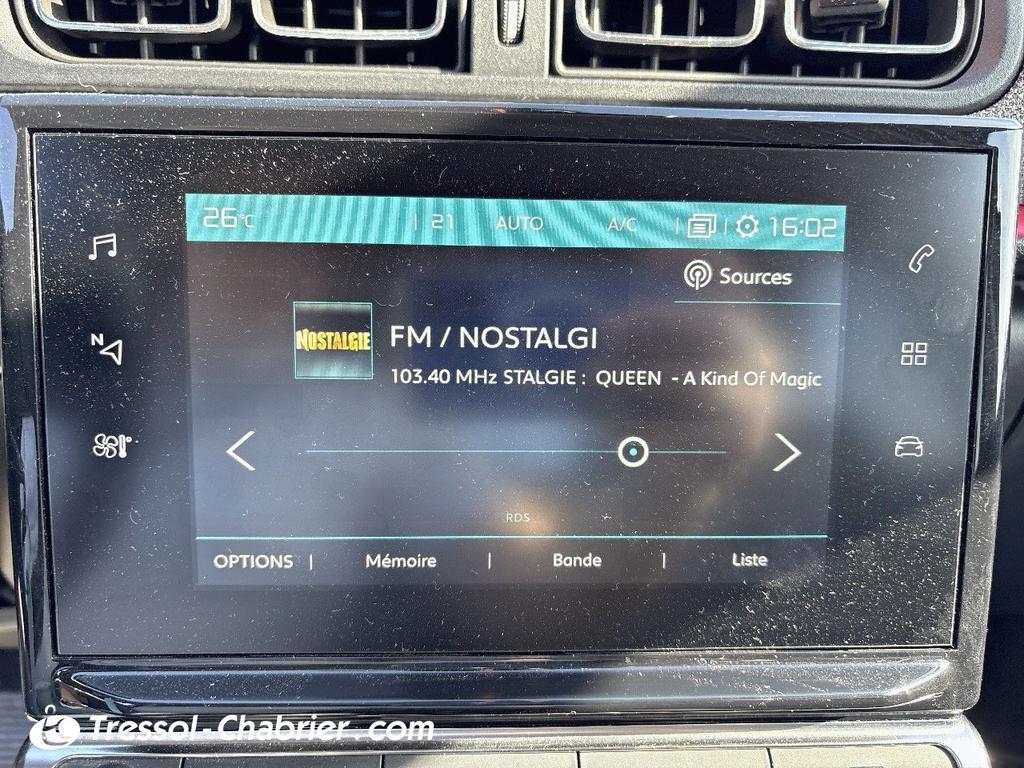 26°C | 21 AUTO A/C | | 16:02
Sources
NOSTALGIE
FM / NOSTALGI
103.40 MHz STALGIE : QUEEN - A Kind Of Magic
N
RDS
OPTIONS | Mémoire | Bande | Liste
Tressol-Chabrier.com